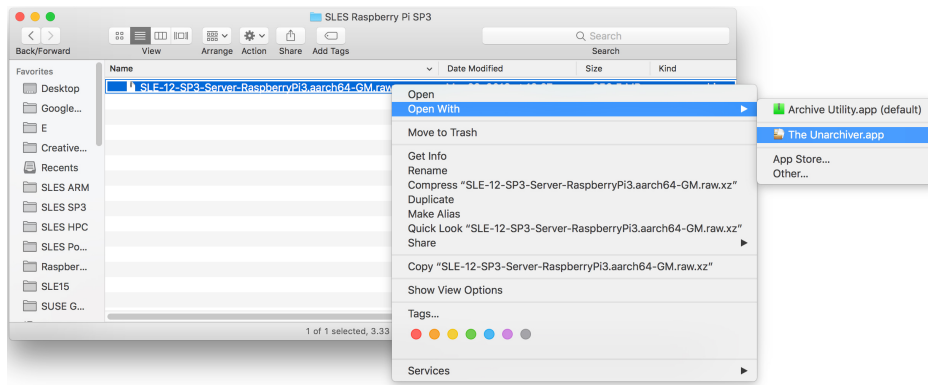 SLES Raspberry Pi SP3
Search
Back/Forward View Arrange Action Share Add Tags Search
Favorites
Desktop
Google...
E
Creative...
Recents
SLES ARM
SLES SP3
SLES HPC
SLES Po...
Raspber...
SLE15
SUSE G...
Name Date Modified Size Kind
SLE-12-SP3-Server-RaspberryPi3.aarch64-GM.raw
1 of 1 selected, 3.33
Open
Open With
Move to Trash
Get Info
Rename
Compress “SLE-12-SP3-Server-RaspberryPi3.aarch64-GM.raw.xz”
Duplicate
Make Alias
Quick Look “SLE-12-SP3-Server-RaspberryPi3.aarch64-GM.raw.xz”
Share
Copy “SLE-12-SP3-Server-RaspberryPi3.aarch64-GM.raw.xz”
Show View Options
Tags...
Services
Archive Utility.app (default)
The Unarchiver.app
App Store...
Other...